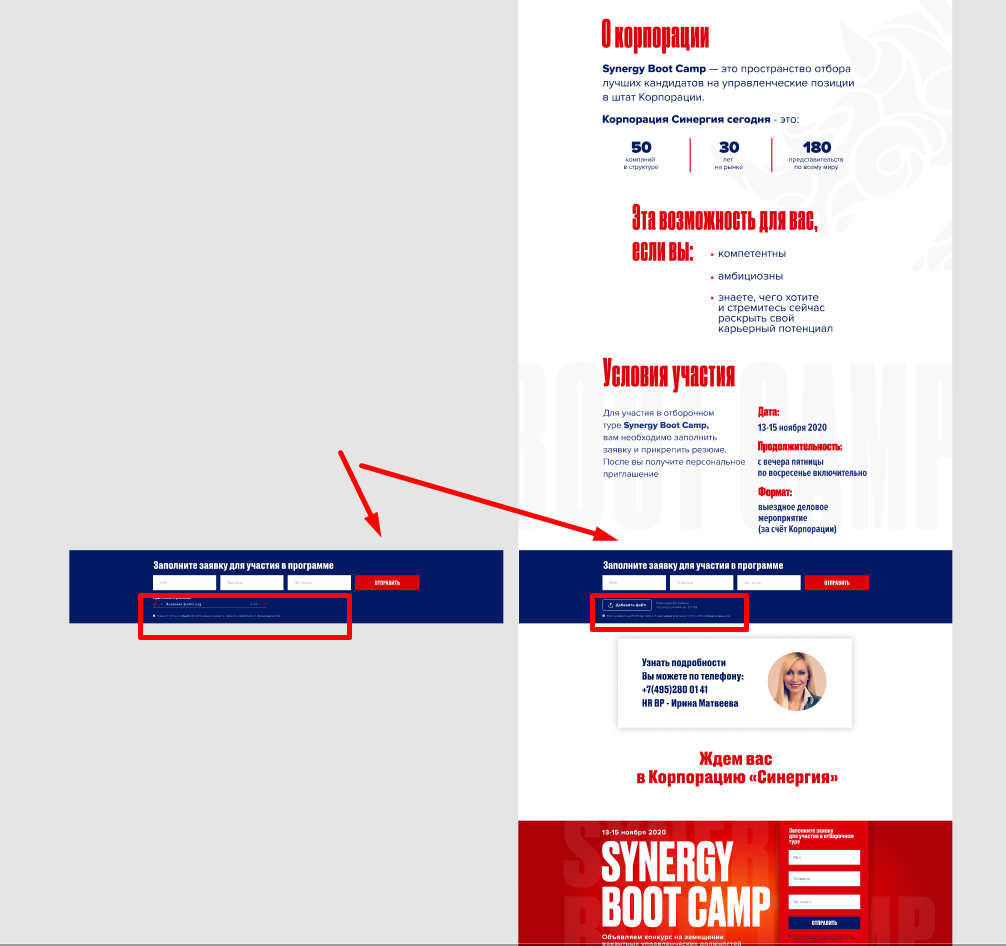 О корпорации
Synergy Boot Camp — это пространство отбора
лучших кандидатов на управленческие позиции
в штат Корпорации.
Корпорация Синергия сегодня - это:
50
компаний
в структуре
30
лет
на рынке
180
представительств
по всему миру
Эта возможность для вас,
если вы:
компетентны
амбициозны
знаете, чего хотите
и стремитесь сейчас
раскрыть свой
карьерный потенциал
BOOT CAMP
Условия участия
Для участия в отборочном
туре Synergy Boot Camp,
вам необходимо заполнить
заявку и прикрепить резюме.
После вы получите персональное
приглашение
Дата:
13-15 ноября 2020
Продолжительность:
с вечера пятницы
по восресенье включительно
Формат:
выездное деловое
мероприятие
(за счёт Корпорации)
Заполните заявку для участия в программе
Имя
Телефон
Эл. почта
ОТПРАВИТЬ
Заполните заявку для участия в программе
Имя
Телефон
Эл. почта
ОТПРАВИТЬ
Добавить файл
Узнать подробности
Вы можете по телефону:
+7(495)280 01 41
HR BP - Ирина Матвеева
Ждем вас
в Корпорацию «Синергия»
13-15 ноября 2020
SYNERGY
BOOT CAMP
Объявляем конкурс на замещение
вакантных управленческих должностей
Заполните заявку
для участия в отборочном
туре
Имя
Телефон
Эл. почта
ОТПРАВИТЬ